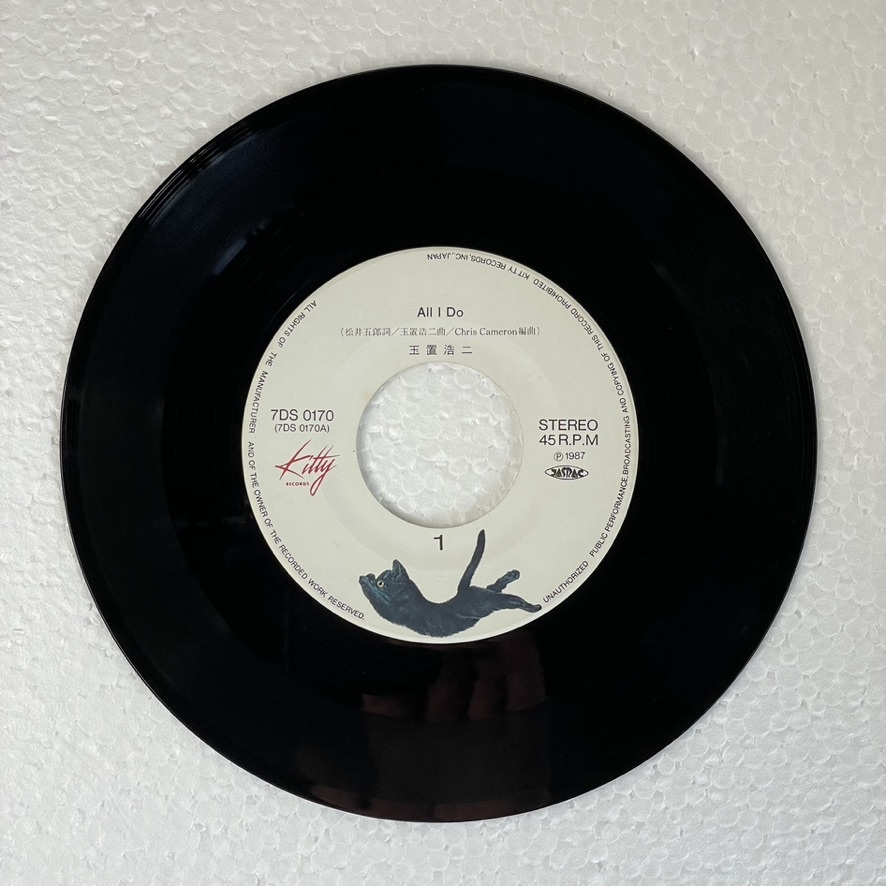 All I Do
(松井五郎詞／玉置浩二曲／Chris Cameron編曲)
玉置浩二
7DS 0170
(7DS 0170A)
Kitty
RECORDS
STEREO
45 R.P.M
Ⓟ 1987
JASRAC
1
ALL RIGHTS OF THE MANUFACTURER AND OF THE OWNER OF THE RECORDED WORK RESERVED.
UNAUTHORIZED PUBLIC PERFORMANCE, BROADCASTING AND COPYING OF THIS RECORD PROHIBITED. KITTY RECORDS, INC., JAPAN